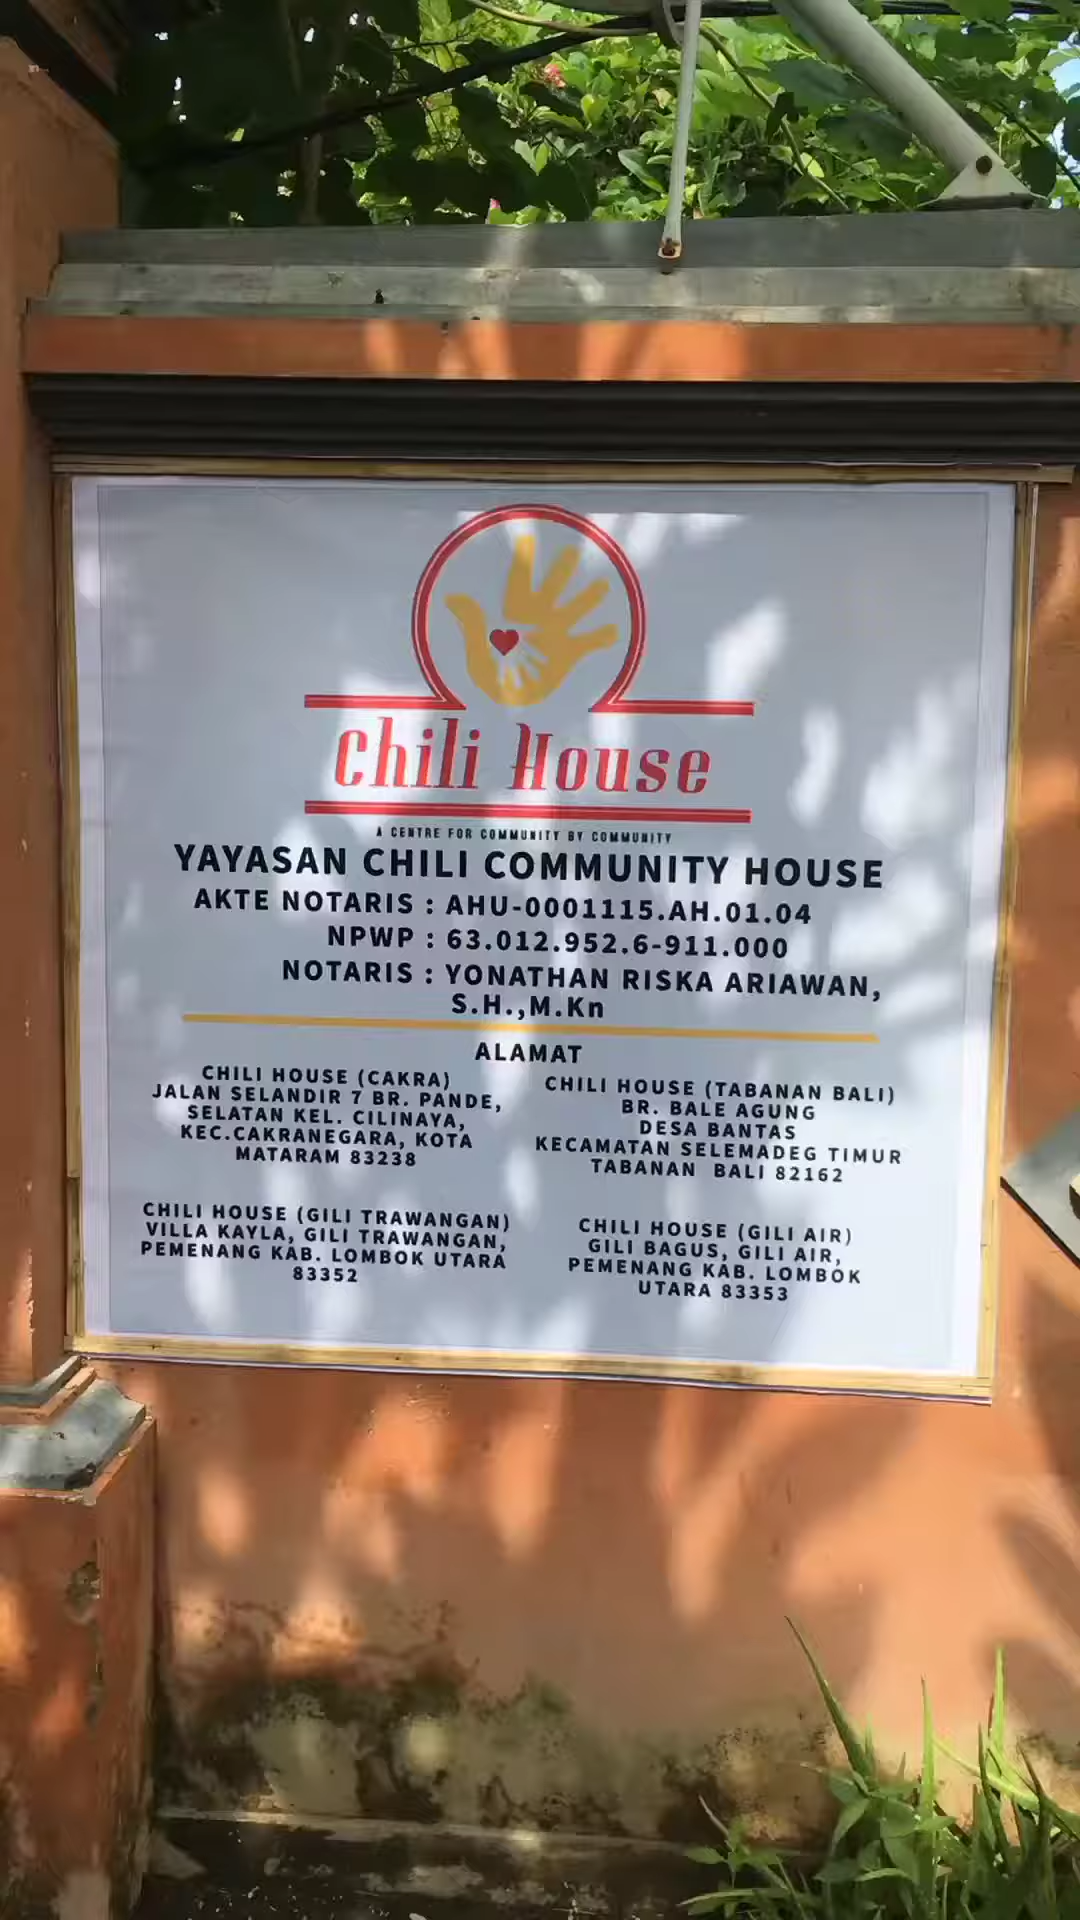 Chili House
A CENTRE FOR COMMUNITY BY COMMUNITY
YAYASAN CHILI COMMUNITY HOUSE
AKTE NOTARIS : AHU-0001115.AH.01.04
NPWP : 63.012.952.6-911.000
NOTARIS : YONATHAN RISKA ARIAWAN,
S.H.,M.Kn
ALAMAT
CHILI HOUSE (CAKRA)
JALAN SELANDIR 7 BR. PANDE,
SELATAN KEL. CILINAYA,
KEC.CAKRANEGARA, KOTA
MATARAM 83238
CHILI HOUSE (TABANAN BALI)
BR. BALE AGUNG
DESA BANTAS
KECAMATAN SELEMADEG TIMUR
TABANAN BALI 82162
CHILI HOUSE (GILI TRAWANGAN)
VILLA KAYLA, GILI TRAWANGAN,
PEMENANG KAB. LOMBOK UTARA
83352
CHILI HOUSE (GILI AIR)
GILI BAGUS, GILI AIR,
PEMENANG KAB. LOMBOK
UTARA 83353